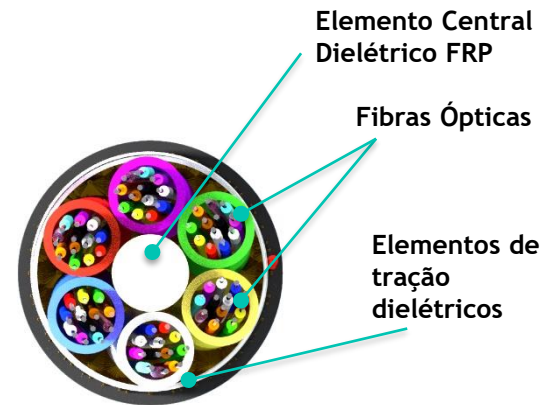 Elemento Central
Dielétrico FRP
Fibras Ópticas
Elementos de
tração
dielétricos